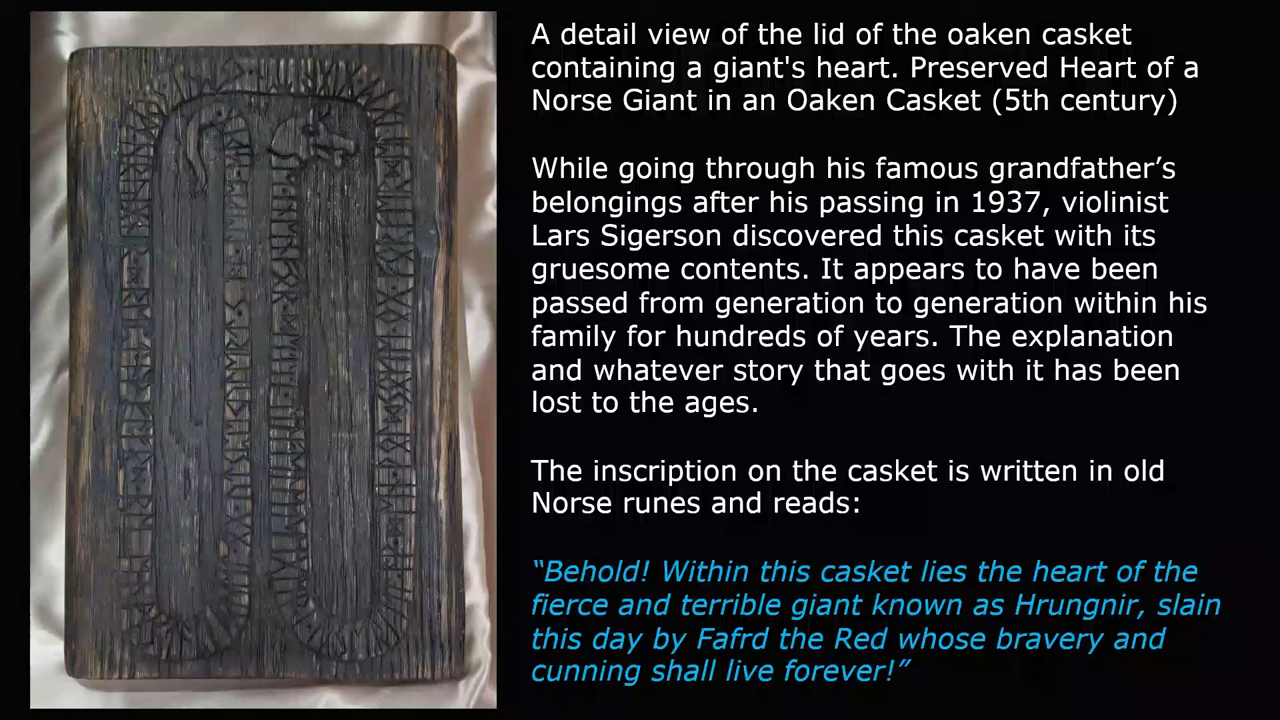 A detail view of the lid of the oaken casket
containing a giant's heart. Preserved Heart of a
Norse Giant in an Oaken Casket (5th century)
While going through his famous grandfather’s
belongings after his passing in 1937, violinist
Lars Sigerson discovered this casket with its
gruesome contents. It appears to have been
passed from generation to generation within his
family for hundreds of years. The explanation
and whatever story that goes with it has been
lost to the ages.
The inscription on the casket is written in old
Norse runes and reads:
“Behold! Within this casket lies the heart of the
fierce and terrible giant known as Hrungnir, slain
this day by Fafrd the Red whose bravery and
cunning shall live forever!”